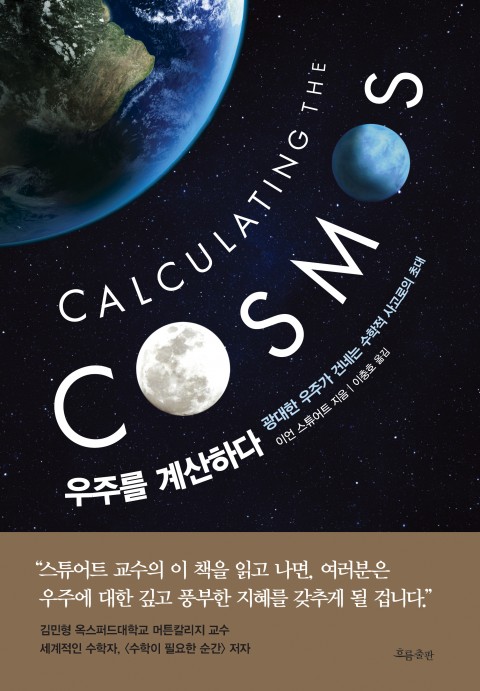 CALCULATING THE
COSMOS
우주를 계산하다
광대한 우주가 건네는 수학적 사고로의 초대
이언 스튜어트 지음 | 이충호 옮김
“스튜어트 교수의 이 책을 읽고 나면, 여러분은
우주에 대한 깊고 풍부한 지혜를 갖추게 될 겁니다.”
김민형 옥스퍼드대학교 머튼칼리지 교수
세계적인 수학자, 〈수학이 필요한 순간〉 저자
흐름출판